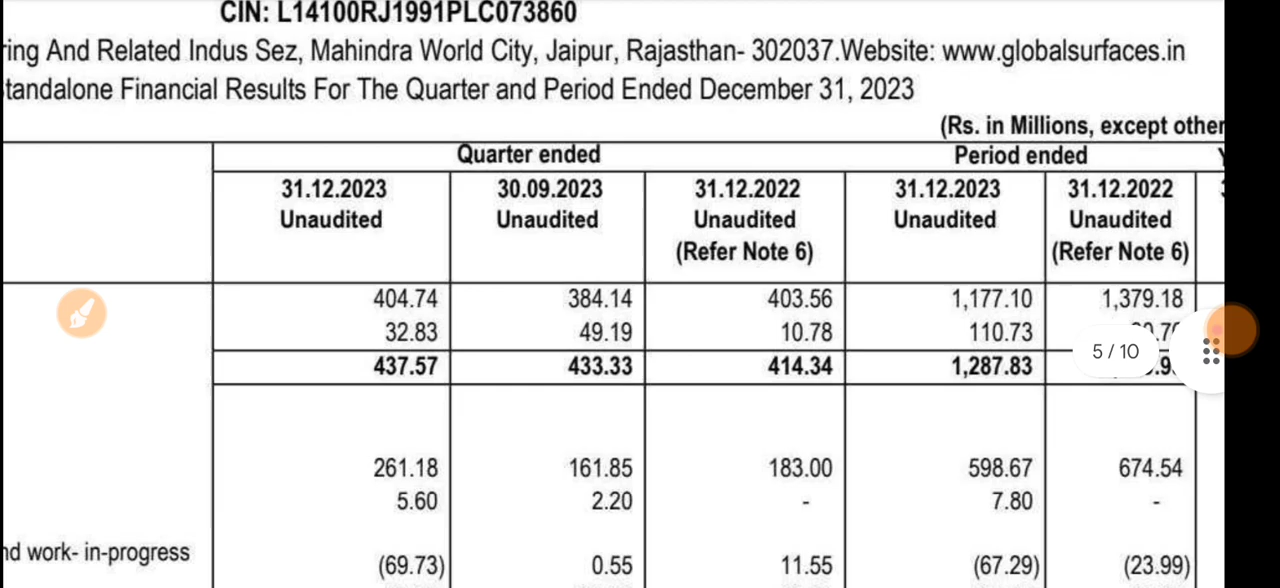 CIN: L14100RJ1991PLC073860
ring And Related Indus Sez, Mahindra World City, Jaipur, Rajasthan- 302037.Website: www.globalsurfaces.in
tandalone Financial Results For The Quarter and Period Ended December 31, 2023
(Rs. in Millions, except other
Quarter ended Period ended
31.12.2023 30.09.2023 31.12.2022 31.12.2023 31.12.2022
Unaudited Unaudited Unaudited Unaudited Unaudited
(Refer Note 6) (Refer Note 6)
404.74 384.14 403.56 1,177.10 1,379.18
32.83 49.19 10.78 110.73
5 / 10
437.57 433.33 414.34 1,287.83
261.18 161.85 183.00 598.67 674.54
5.60 2.20 - 7.80 -
nd work- in-progress
(69.73) 0.55 11.55 (67.29) (23.99)